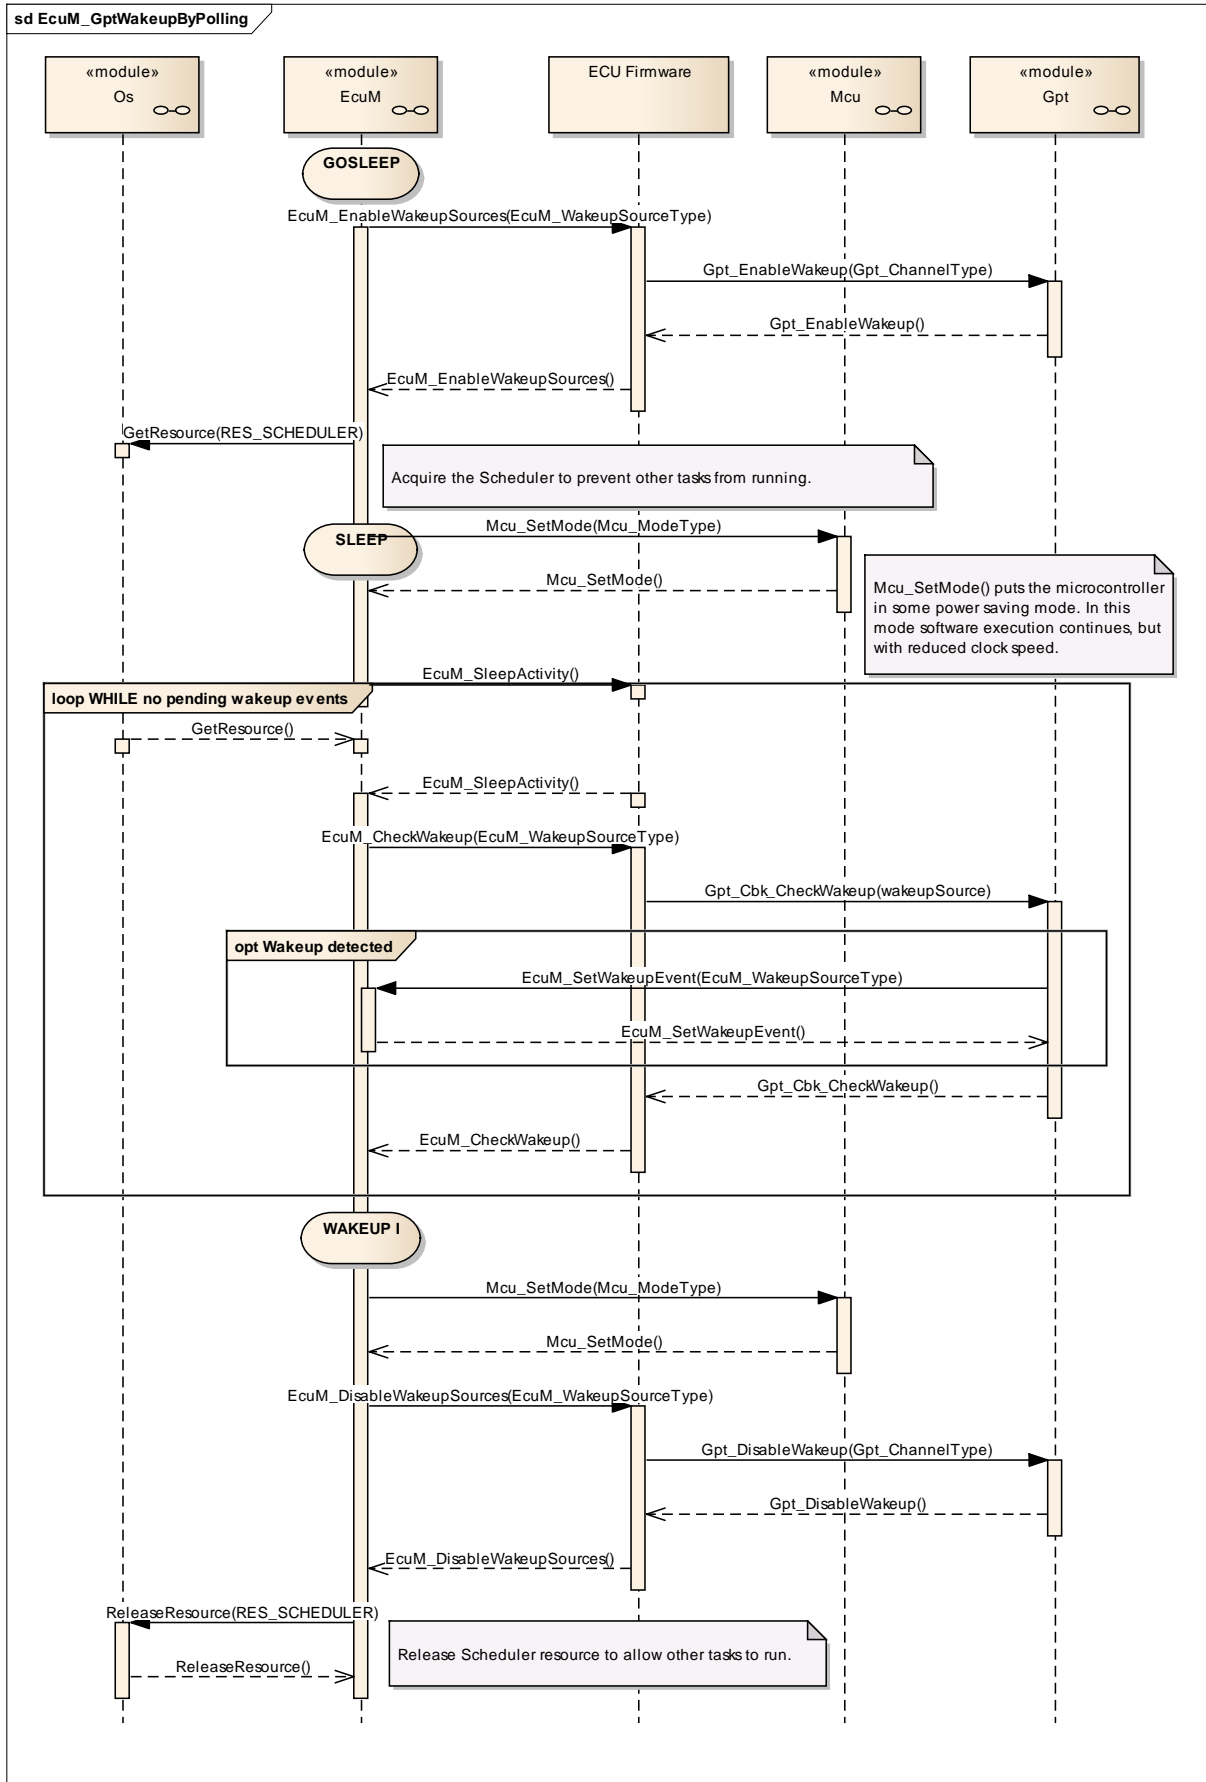 sd EcuM_GptWakeupByPolling
«module»
Os
«module»
EcuM
ECU Firmware
«module»
Mcu
«module»
Gpt
GOSLEEP
EcuM_EnableWakeupSources(EcuM_WakeupSourceType)
Gpt_EnableWakeup(Gpt_ChannelType)
Gpt_EnableWakeup()
EcuM_EnableWakeupSources()
GetResource(RES_SCHEDULER)
Acquire the Scheduler to prevent other tasks from running.
SLEEP
Mcu_SetMode(Mcu_ModeType)
Mcu_SetMode()
Mcu_SetMode() puts the microcontroller
in some power saving mode. In this
mode software execution continues, but
with reduced clock speed.
EcuM_SleepActivity()
loop WHILE no pending wakeup events
GetResource()
EcuM_SleepActivity()
EcuM_CheckWakeup(EcuM_WakeupSourceType)
Gpt_Cbk_CheckWakeup(wakeupSource)
opt Wakeup detected
EcuM_SetWakeupEvent(EcuM_WakeupSourceType)
EcuM_SetWakeupEvent()
Gpt_Cbk_CheckWakeup()
EcuM_CheckWakeup()
WAKEUP I
Mcu_SetMode(Mcu_ModeType)
Mcu_SetMode()
EcuM_DisableWakeupSources(EcuM_WakeupSourceType)
Gpt_DisableWakeup(Gpt_ChannelType)
Gpt_DisableWakeup()
EcuM_DisableWakeupSources()
ReleaseResource(RES_SCHEDULER)
Release Scheduler resource to allow other tasks to run.
ReleaseResource()